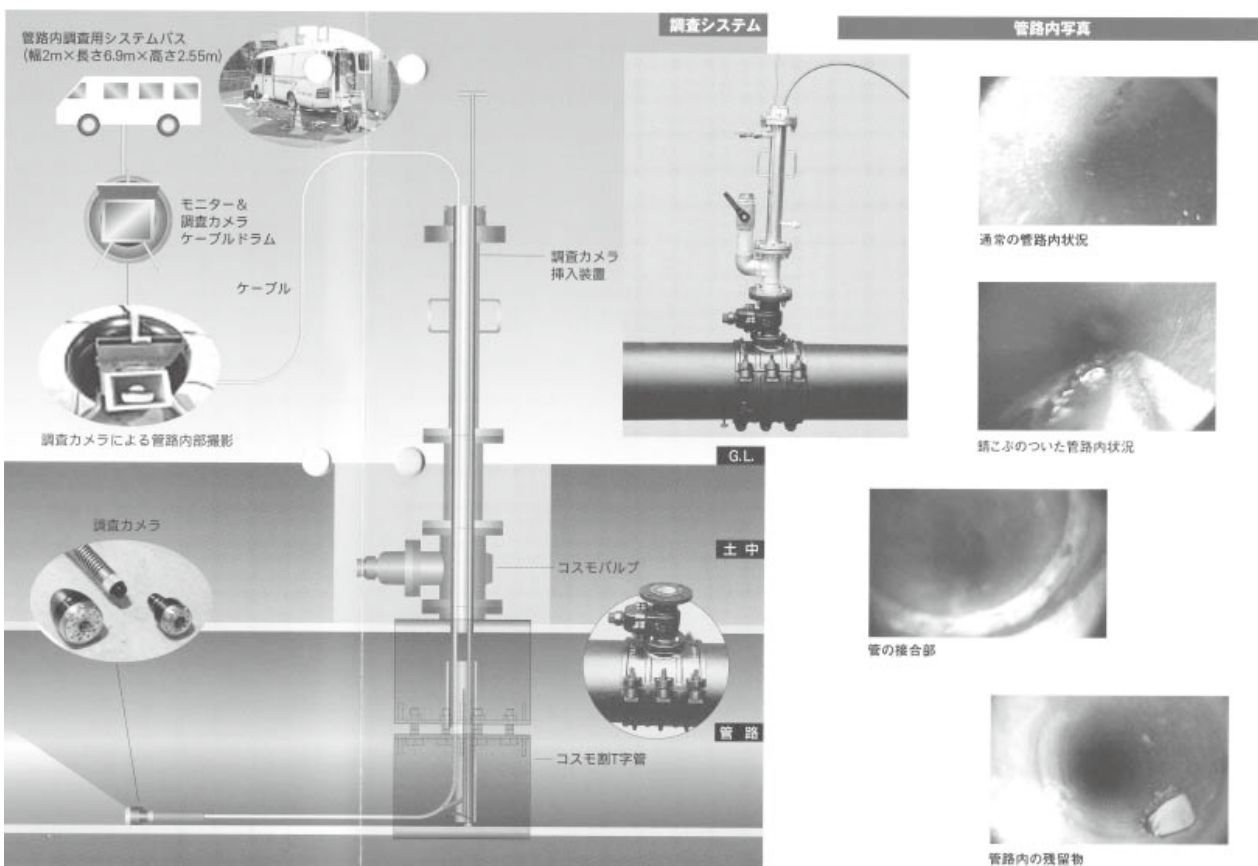 調査システム
管路内調査用システムバス
(幅2m×長さ6.9m×高さ2.55m)
モニター&
調査カメラ
ケーブルドラム
ケーブル
調査カメラ
挿入装置
調査カメラによる管路内部撮影
G.L.
調査カメラ
土中
コスモバルブ
管路
コスモ割T字管
管路内写真
通常の管路内状況
錆こぶのついた管路内状況
管の接合部
管路内の残留物